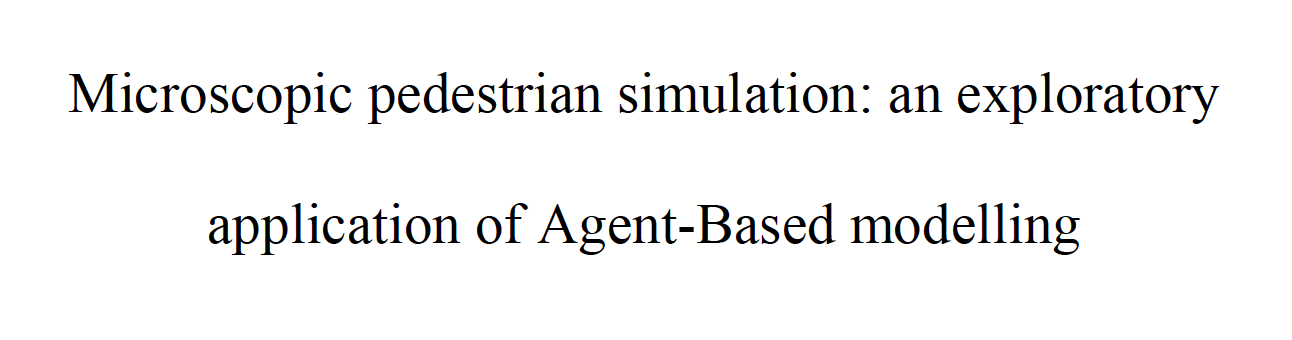 Microscopic pedestrian simulation: an exploratory
application of Agent-Based modelling